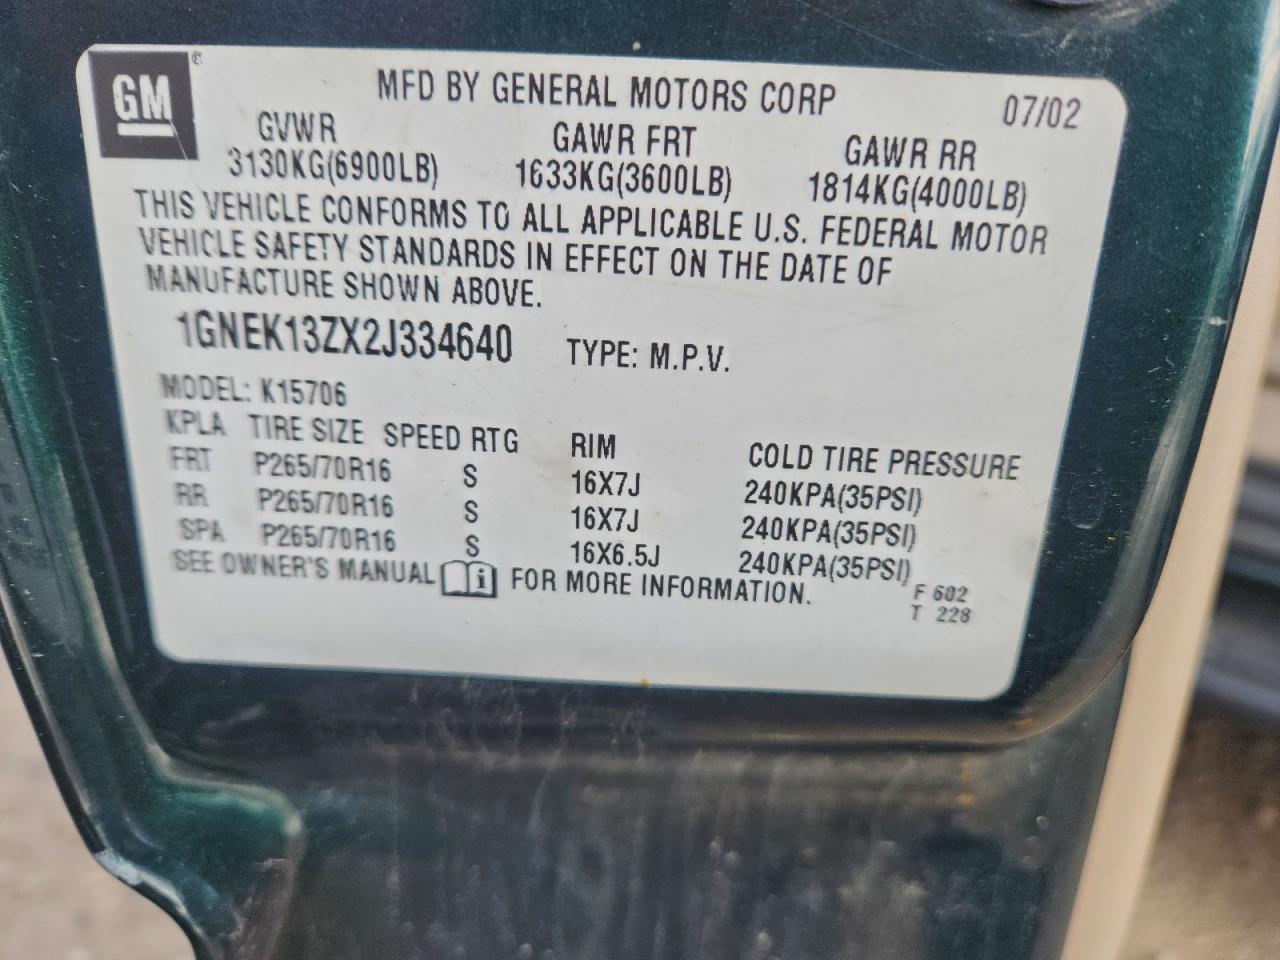 GM
MFD BY GENERAL MOTORS CORP 07/02
GVWR GAWR FRT GAWR RR
3130KG(6900LB) 1633KG(3600LB) 1814KG(4000LB)
THIS VEHICLE CONFORMS TO ALL APPLICABLE U.S. FEDERAL MOTOR
VEHICLE SAFETY STANDARDS IN EFFECT ON THE DATE OF
MANUFACTURE SHOWN ABOVE.
1GNEK13ZX2J334640 TYPE: M.P.V.
MODEL: K15706
KPLA TIRE SIZE SPEED RTG RIM COLD TIRE PRESSURE
FRT P265/70R16 S 16X7J 240KPA(35PSI)
RR P265/70R16 S 16X7J 240KPA(35PSI)
SPA P265/70R16 S 16X6.5J 240KPA(35PSI)
SEE OWNER'S MANUAL i FOR MORE INFORMATION.
F 602
T 228